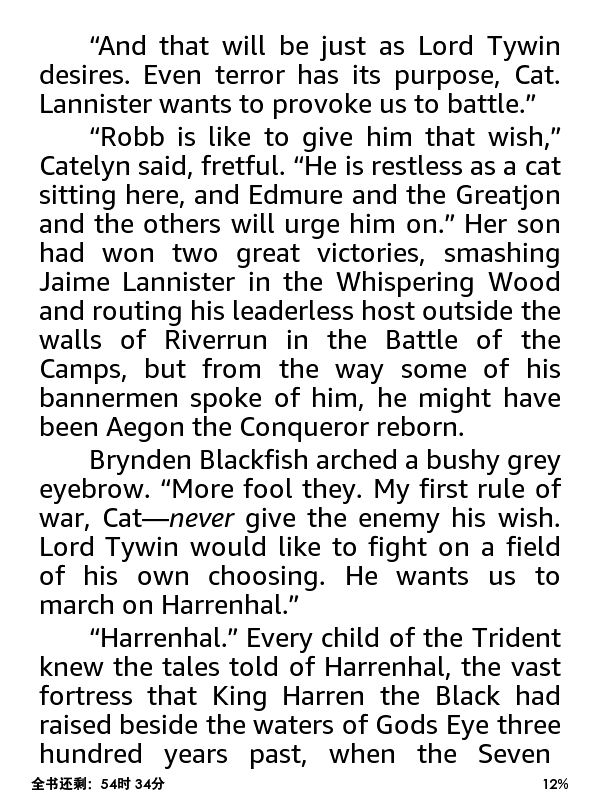 “And that will be just as Lord Tywin
desires. Even terror has its purpose, Cat.
Lannister wants to provoke us to battle.”
“Robb is like to give him that wish,”
Catelyn said, fretful. “He is restless as a cat
sitting here, and Edmure and the Greatjon
and the others will urge him on.” Her son
had won two great victories, smashing
Jaime Lannister in the Whispering Wood
and routing his leaderless host outside the
walls of Riverrun in the Battle of the
Camps, but from the way some of his
bannermen spoke of him, he might have
been Aegon the Conqueror reborn.
Brynden Blackfish arched a bushy grey
eyebrow. “More fool they. My first rule of
war, Cat—never give the enemy his wish.
Lord Tywin would like to fight on a field
of his own choosing. He wants us to
march on Harrenhal.”
“Harrenhal.” Every child of the Trident
knew the tales told of Harrenhal, the vast
fortress that King Harren the Black had
raised beside the waters of Gods Eye three
hundred years past, when the Seven
全书还剩：54时 34分 12%